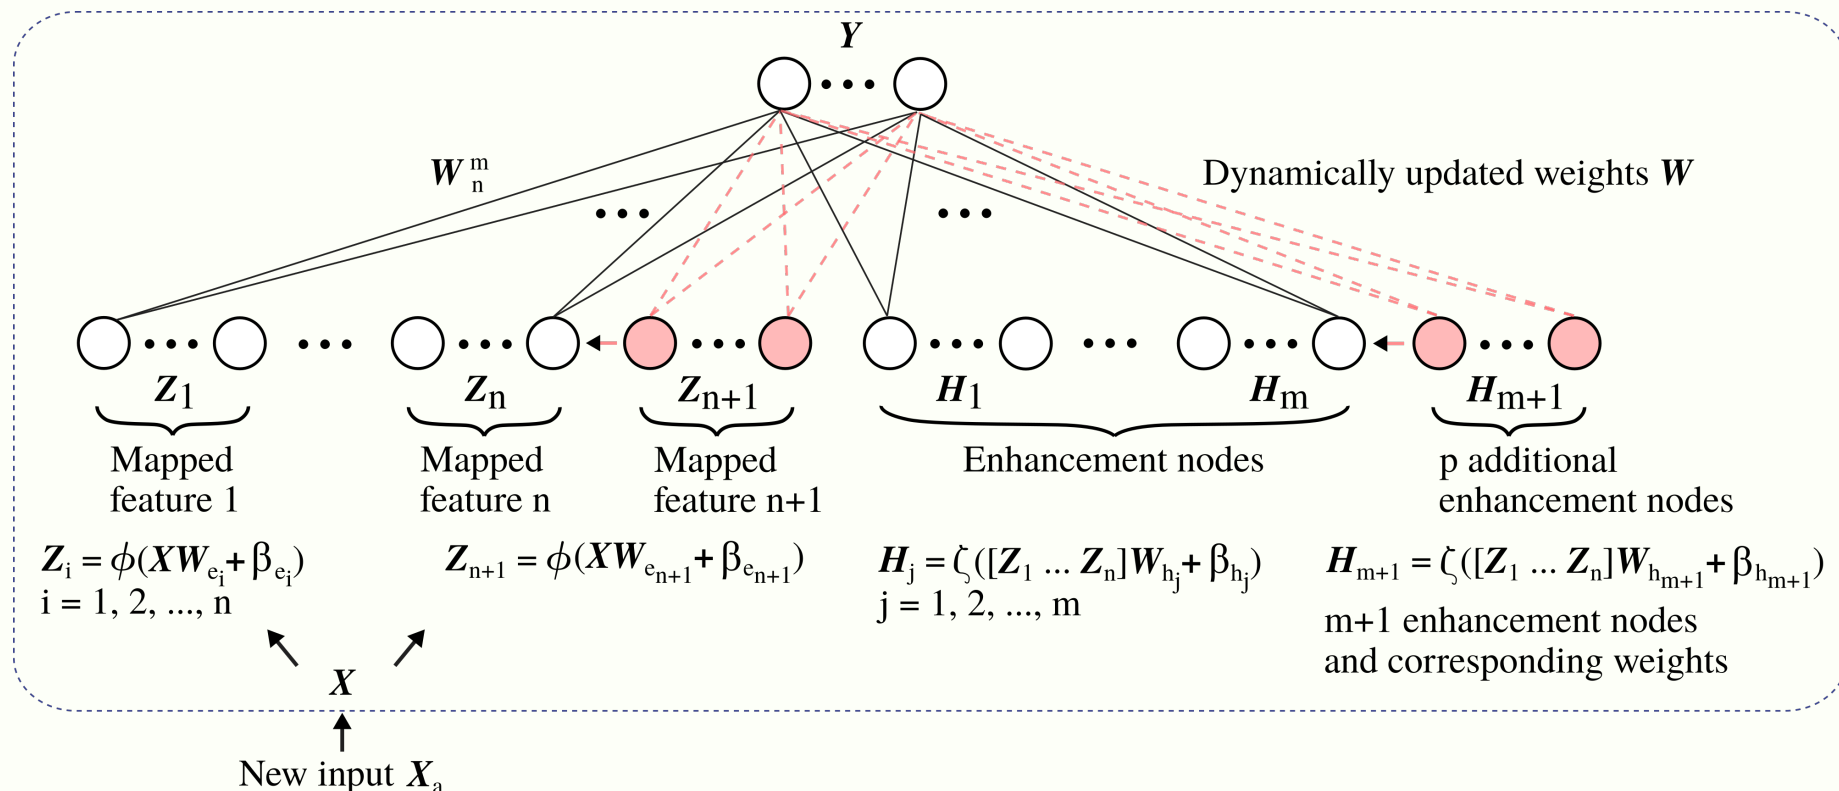 Y
W m n
Dynamically updated weights W
Z1 Zn Zn+1 H1 Hm Hm+1
Mapped feature 1
Mapped feature n
Mapped feature n+1
Enhancement nodes
p additional enhancement nodes
Zi = ϕ(XWei + βei)
i = 1, 2, ..., n
Zn+1 = ϕ(XWen+1 + βen+1)
Hj = ζ([Z1 ... Zn]Whj + βhj)
j = 1, 2, ..., m
Hm+1 = ζ([Z1 ... Zn]Whm+1 + βhm+1)
m+1 enhancement nodes
and corresponding weights
X
New input Xa